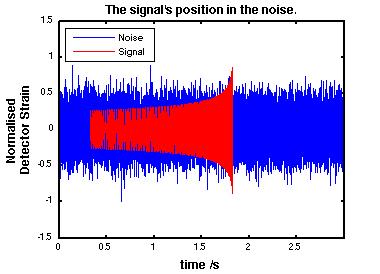 The signal's position in the noise.
Noise
Signal
Normalised
Detector Strain
1.5
1
0.5
0
-0.5
-1
-1.5
0
0.5
1
1.5
2
2.5
time /s